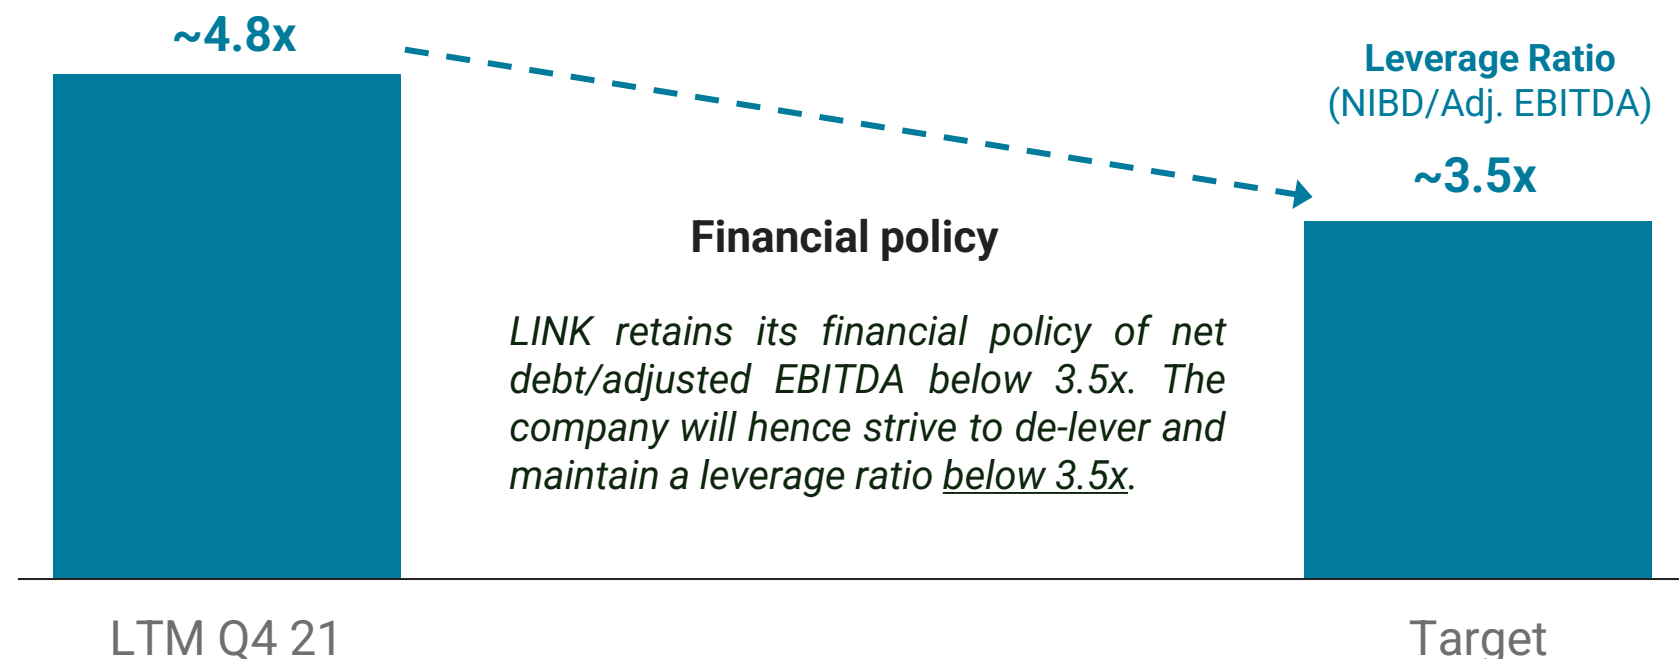 ~4.8x
Leverage Ratio
(NIBD/Adj. EBITDA)
~3.5x
Financial policy
LINK retains its financial policy of net
debt/adjusted EBITDA below 3.5x. The
company will hence strive to de-lever and
maintain a leverage ratio below 3.5x.
LTM Q4 21
Target